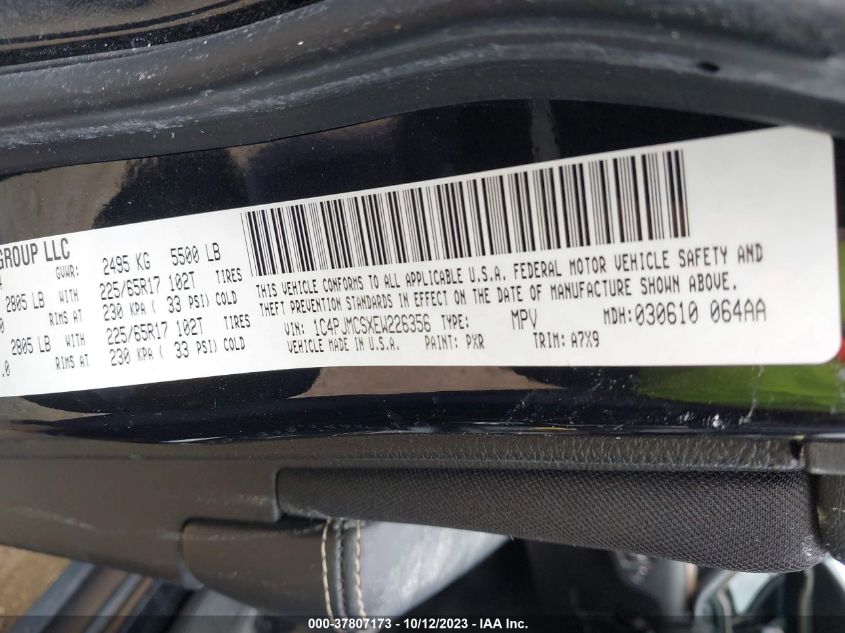 GROUP LLC
GVWR: 2495 KG 5500 LB
2805 LB WITH 225/65R17 102T TIRES
RIMS AT 230 KPA ( 33 PSI) COLD
2805 LB WITH 225/65R17 102T TIRES
.0 RIMS AT 230 KPA ( 33 PSI) COLD
THIS VEHICLE CONFORMS TO ALL APPLICABLE U.S.A. FEDERAL MOTOR VEHICLE SAFETY AND
THEFT PREVENTION STANDARDS IN EFFECT ON THE DATE OF MANUFACTURE SHOWN ABOVE.
VIN: 1C4PJMCSXEW226356 TYPE: MPV MDH:030610 064AA
VEHICLE MADE IN U.S.A. PAINT: PXR TRIM: A7X9
000-37807173 - 10/12/2023 - IAA Inc.